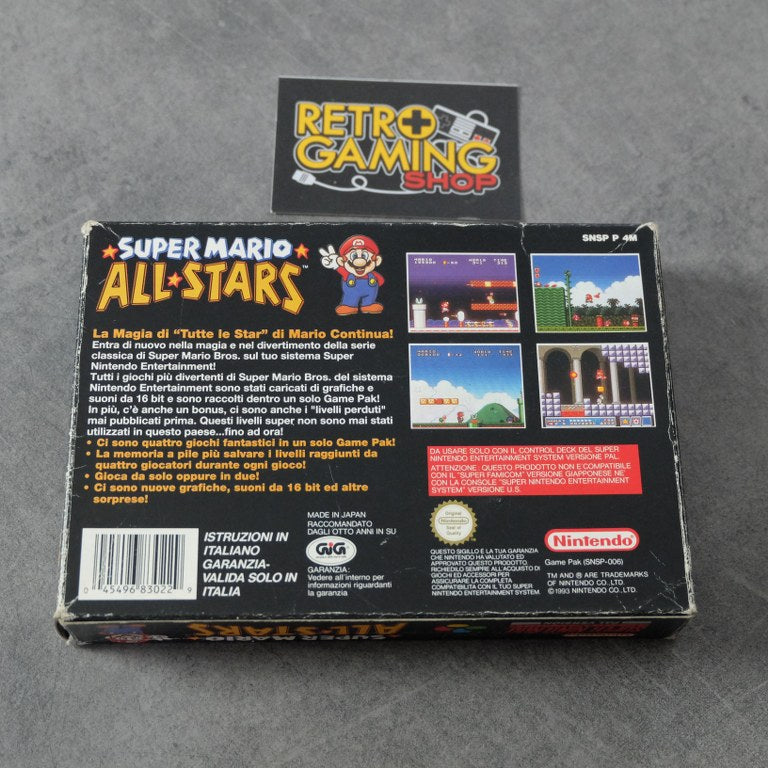 RETRO
GAMING
SHOP
SUPER MARIO
ALL★STARS™
SNSP P 4M
La Magia di "Tutte le Star" di Mario Continua!
Entra di nuovo nella magia e nel divertimento della serie
classica di Super Mario Bros. sul tuo sistema Super
Nintendo Entertainment!
Tutti i giochi più divertenti di Super Mario Bros. del sistema
Nintendo Entertainment sono stati caricati di grafiche e
suoni da 16 bit e sono raccolti dentro un solo Game Pak!
In più, c'è anche un bonus, ci sono anche i "livelli perduti"
mai pubblicati prima. Questi livelli super non sono mai stati
utilizzati in questo paese...fino ad ora!
• Ci sono quattro giochi fantastici in un solo Game Pak!
• La memoria a pile può salvare i livelli raggiunti da
quattro giocatori durante ogni gioco!
• Gioca da solo oppure in due!
• Ci sono nuove grafiche, suoni da 16 bit ed altre
sorprese!
DA USARE SOLO CON IL CONTROL DECK DEL SUPER
NINTENDO ENTERTAINMENT SYSTEM VERSIONE PAL.
ATTENZIONE: QUESTO PRODOTTO NON E COMPATIBILE
CON IL "SUPER FAMICOM" VERSIONE GIAPPONESE NE'
CON LA CONSOLE "SUPER NINTENDO ENTERTAINMENT
SYSTEM" VERSIONE U.S.
0 45496 83022 9
ISTRUZIONI IN
ITALIANO
GARANZIA-
VALIDA SOLO IN
ITALIA
MADE IN JAPAN
RACCOMANDATO
DAGLI OTTO ANNI IN SU
GiG
GARANZIA:
Vedere all'interno per
informazioni riguardanti
la garanzia
Original
Nintendo
Seal of
Quality
QUESTO SIGILLO E LA TUA GARANZIA
CHE NINTENDO HA VALUTATO ED
APPROVATO QUESTO PRODOTTO.
RICHIEDILO SEMPRE ALL'ACQUISTO DI
GIOCHI ED ACCESSORI PER
ASSICURARE LA COMPLETA
COMPATIBILITA CON IL TUO SUPER
NINTENDO ENTERTAINMENT SYSTEM.
Nintendo®
Game Pak (SNSP-006)
TM AND ® ARE TRADEMARKS
OF NINTENDO CO., LTD.
©1993 NINTENDO CO., LTD.
SUPER MARIO
ALL★STARS